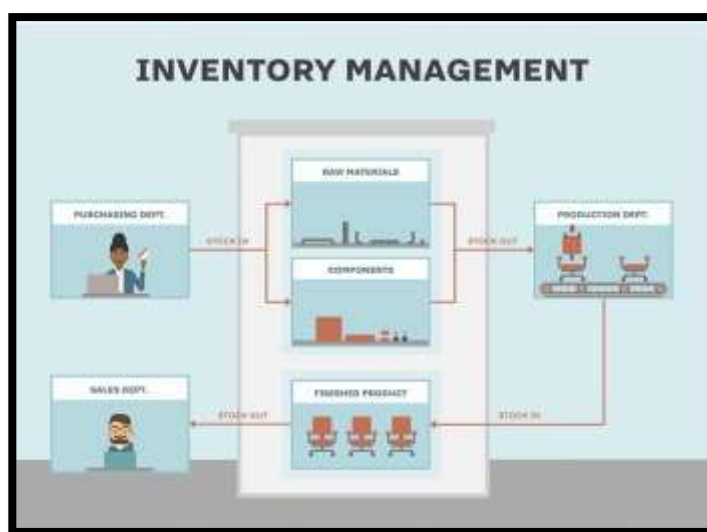 INVENTORY MANAGEMENT
RAW MATERIALS
PURCHASING DEPT.
PRODUCTION DEPT.
STOCK IN
STOCK OUT
COMPONENTS
SALES DEPT.
FINISHED PRODUCT
STOCK OUT
STOCK IN